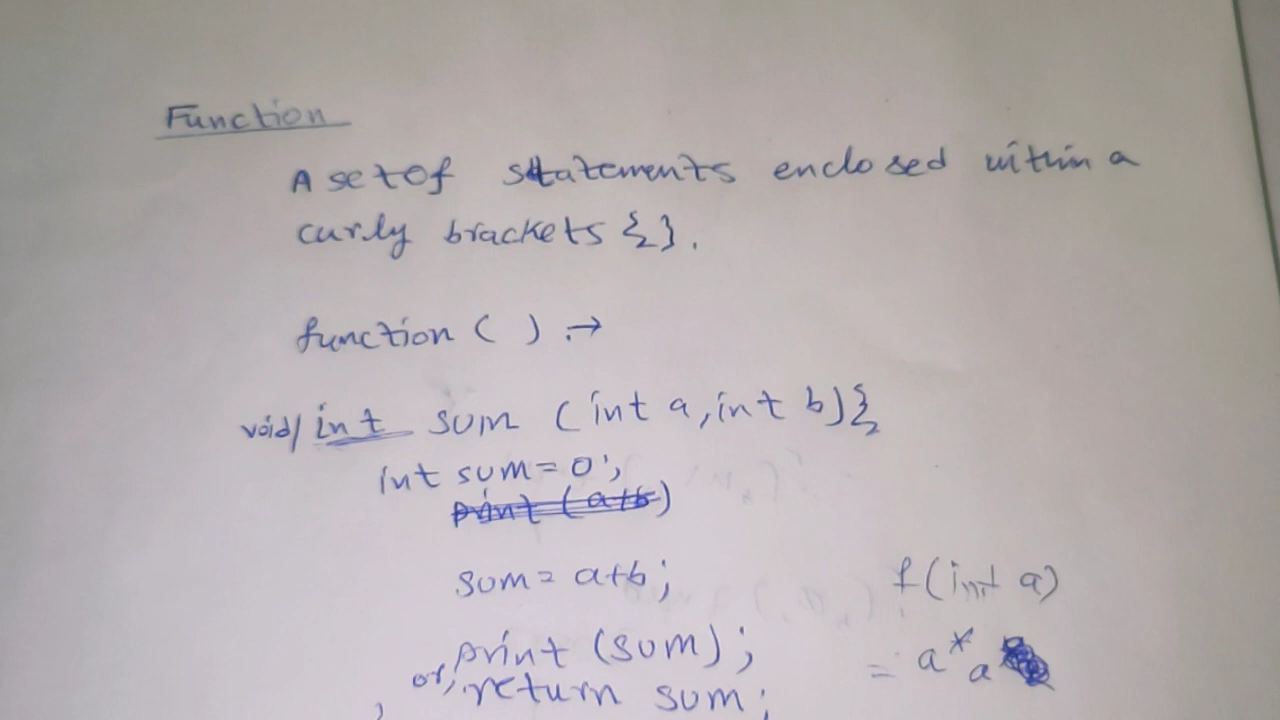 Function
A set of statements enclosed within a
curly brackets {}.
function ( ) . →
void/ int sum (int a, int b) {
int sum = 0;
print (a+b)
sum = a+b;
f(int a)
print (sum);
= a * a
or, return sum;